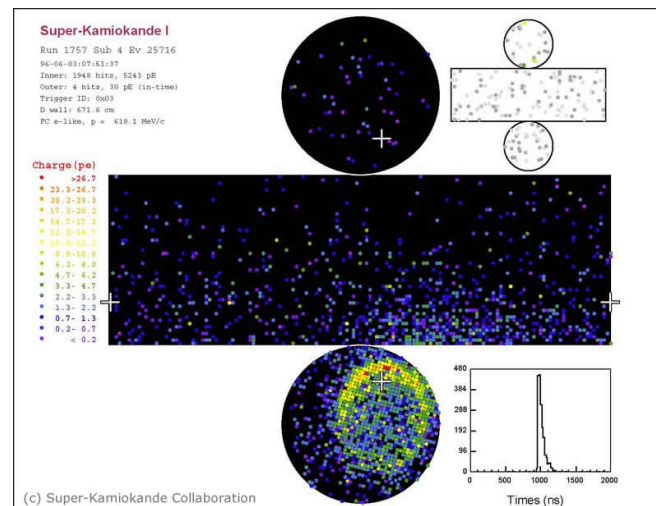 Super-Kamiokande I
Run 1757 Sub 4 Ev 25716
96-06-03:07:51:37
Inner: 1948 hits, 5243 pE
Outer: 4 hits, 30 pE (in-time)
Trigger ID: 0x03
D wall: 671.6 cm
FC e-like, p = 618.1 MeV/c
Charge(pe)
>26.7
23.3-26.7
20.2-23.3
17.3-20.2
14.7-17.3
12.2-14.7
10.0-12.2
8.0-10.0
6.2- 8.0
4.7- 6.2
3.3- 4.7
2.2- 3.3
1.3- 2.2
0.7- 1.3
0.2- 0.7
< 0.2
480
384
288
192
96
0
0 500 1000 1500 2000
Times (ns)
(c) Super-Kamiokande Collaboration